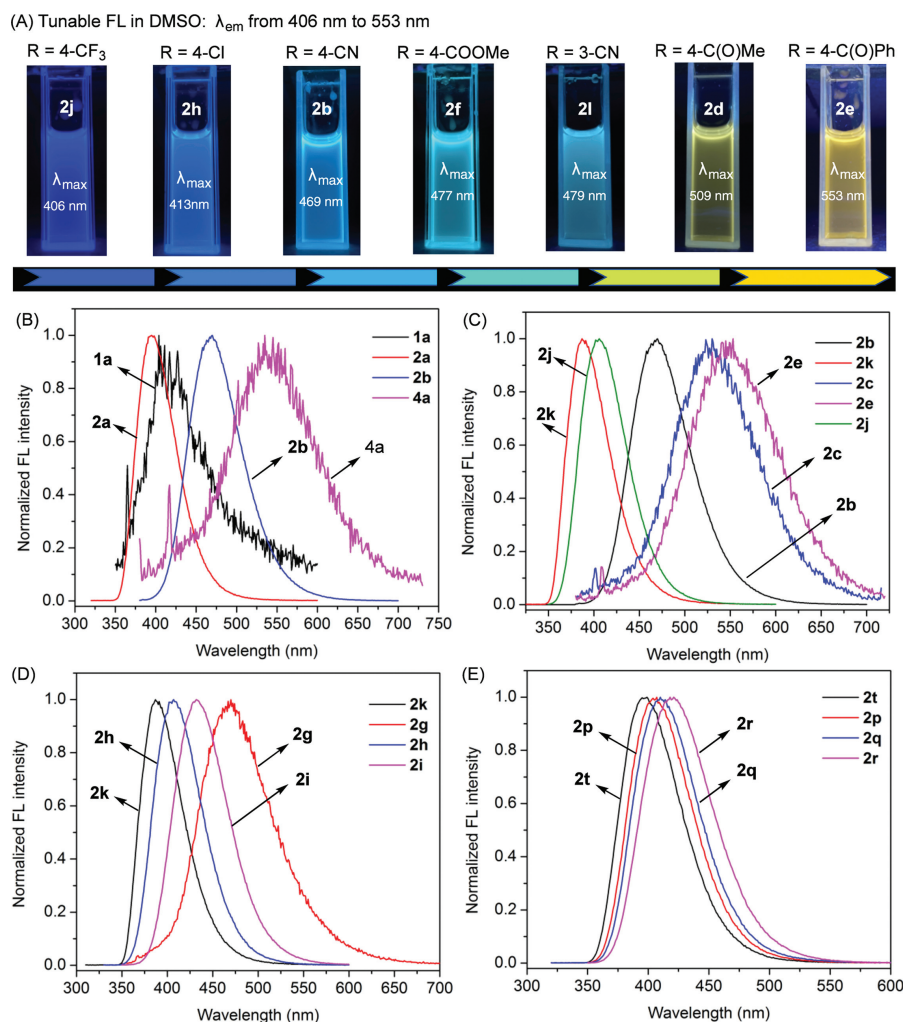 (A) Tunable FL in DMSO: λem from 406 nm to 553 nm
R = 4-CF3 R = 4-Cl R = 4-CN R = 4-COOMe R = 3-CN R = 4-C(O)Me R = 4-C(O)Ph
2j 2h 2b 2f 2l 2d 2e
λmax λmax λmax λmax λmax λmax λmax
406 nm 413nm 469 nm 477 nm 479 nm 509 nm 553 nm
(B)
Normalized FL intensity
1.0
0.8
0.6
0.4
0.2
0.0
1a
2a
2b
4a
1a
2a
2b
4a
300 350 400 450 500 550 600 650 700 750
Wavelength (nm)
(C)
Normalized FL intensity
1.0
0.8
0.6
0.4
0.2
0.0
2b
2k
2c
2e
2j
2j
2k
2e
2c
2b
350 400 450 500 550 600 650 700
Wavelength (nm)
(D)
Normalized FL intensity
1.0
0.8
0.6
0.4
0.2
0.0
2k
2g
2h
2i
2h
2k
2g
2i
300 350 400 450 500 550 600 650 700
Wavelength (nm)
(E)
Normalized FL intensity
1.0
0.8
0.6
0.4
0.2
0.0
2t
2p
2q
2r
2p
2t
2r
2q
300 350 400 450 500 550 600
Wavelength (nm)